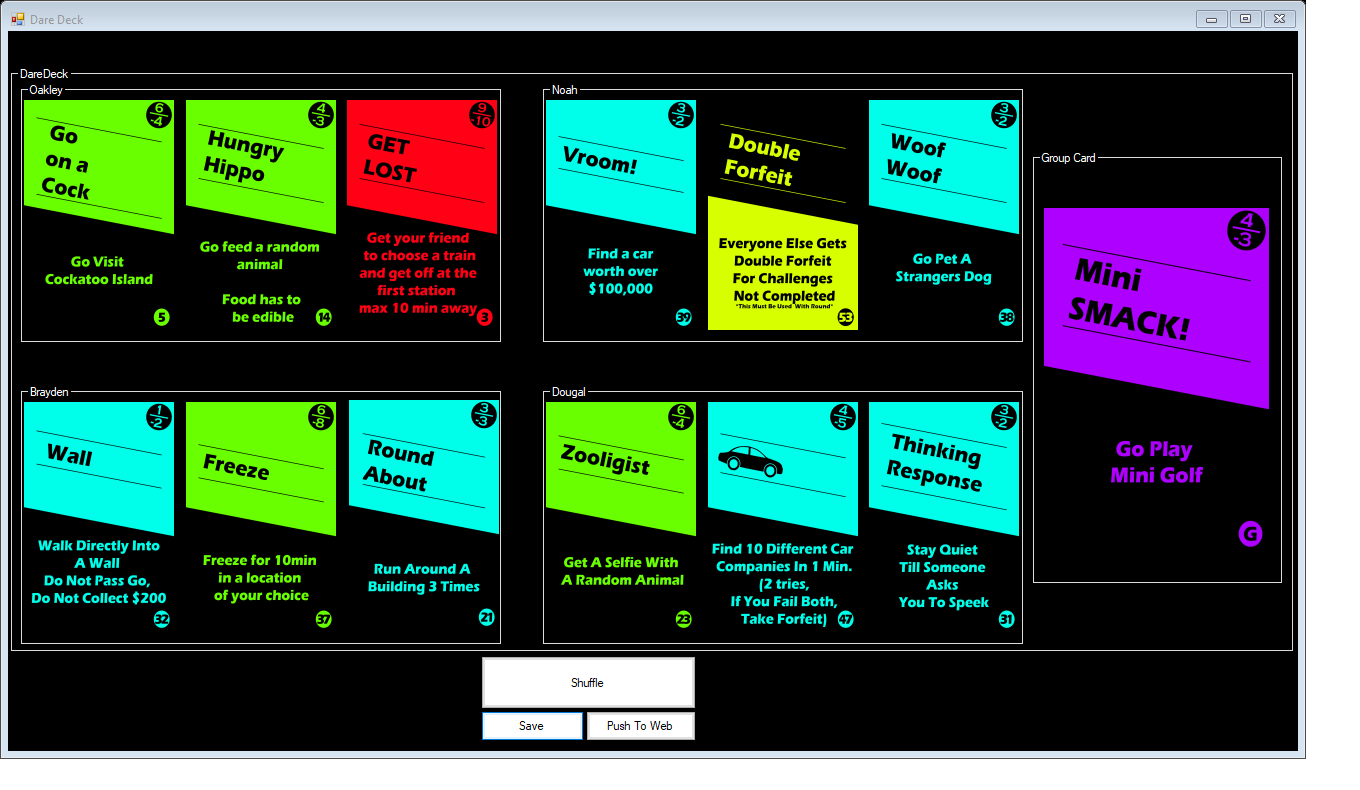 Dare Deck
DareDeck
Oakley
6
-4
Go
on a
Cock
Go Visit
Cockatoo Island
5
4
-3
Hungry
Hippo
Go feed a random
animal
Food has to
be edible
14
9
-10
GET
LOST
Get your friend
to choose a train
and get off at the
first station
max 10 min away
3
Noah
3
-2
Vroom!
Find a car
worth over
$100,000
39
Double
Forfeit
Everyone Else Gets
Double Forfeit
For Challenges
Not Completed
*This Must Be Used With Round*
53
3
-2
Woof
Woof
Go Pet A
Strangers Dog
38
Brayden
1
-2
Wall
Walk Directly Into
A Wall
Do Not Pass Go,
Do Not Collect $200
32
6
-8
Freeze
Freeze for 10min
in a location
of your choice
37
3
-3
Round
About
Run Around A
Building 3 Times
21
Dougal
6
-4
Zooligist
Get A Selfie With
A Random Animal
23
4
-5
Find 10 Different Car
Companies In 1 Min.
(2 tries,
If You Fail Both,
Take Forfeit)
47
3
-2
Thinking
Response
Stay Quiet
Till Someone
Asks
You To Speek
31
Group Card
4
-3
Mini
SMACK!
Go Play
Mini Golf
G
Shuffle
Save
Push To Web